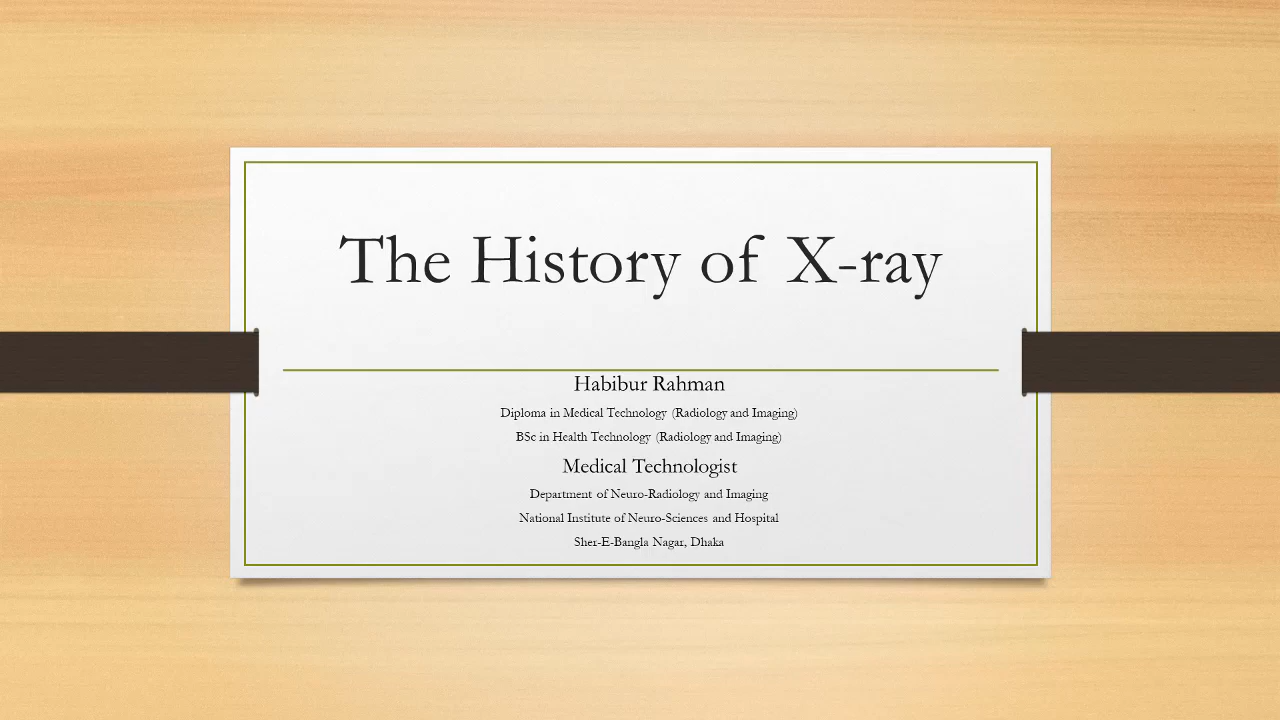 The History of X-ray
Habibur Rahman
Diploma in Medical Technology (Radiology and Imaging)
BSc in Health Technology (Radiology and Imaging)
Medical Technologist
Department of Neuro-Radiology and Imaging
National Institute of Neuro-Sciences and Hospital
Sher-E-Bangla Nagar, Dhaka